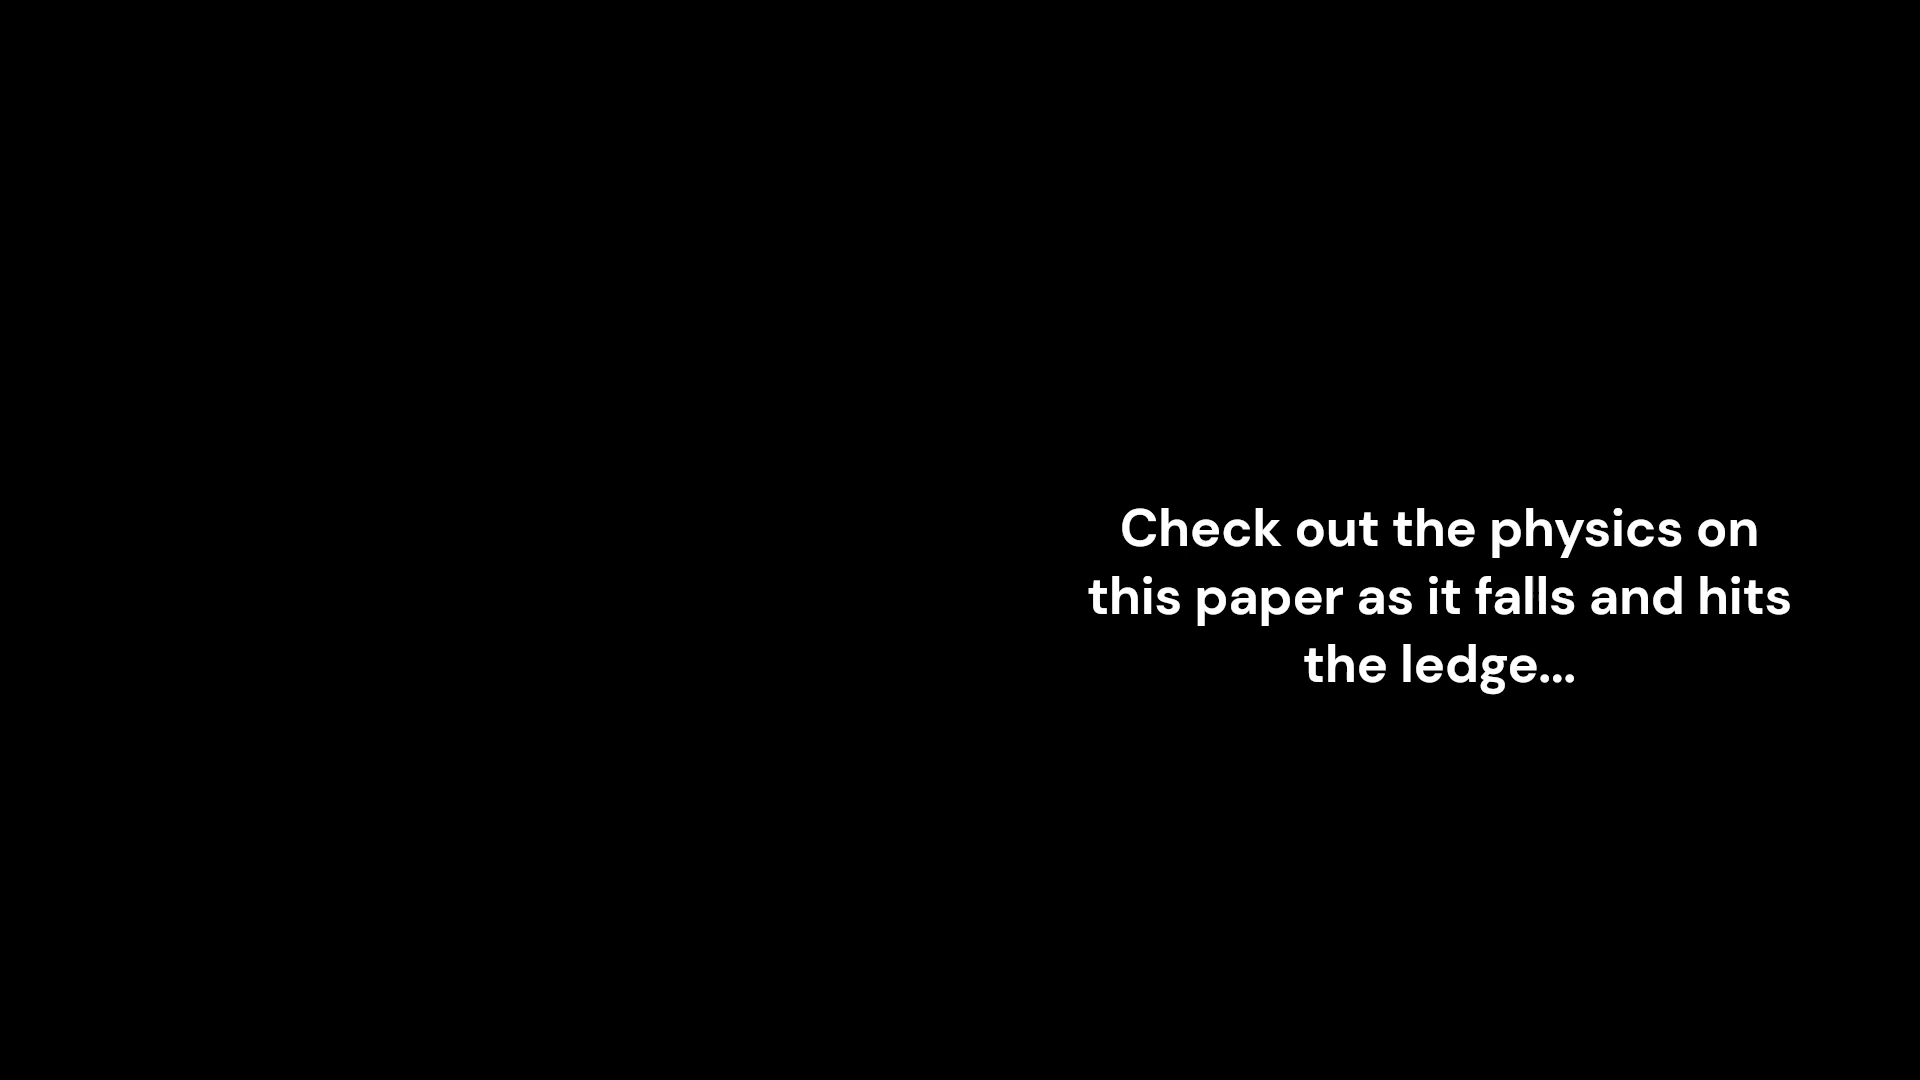 Check out the physics on
this paper as it falls and hits
the ledge...